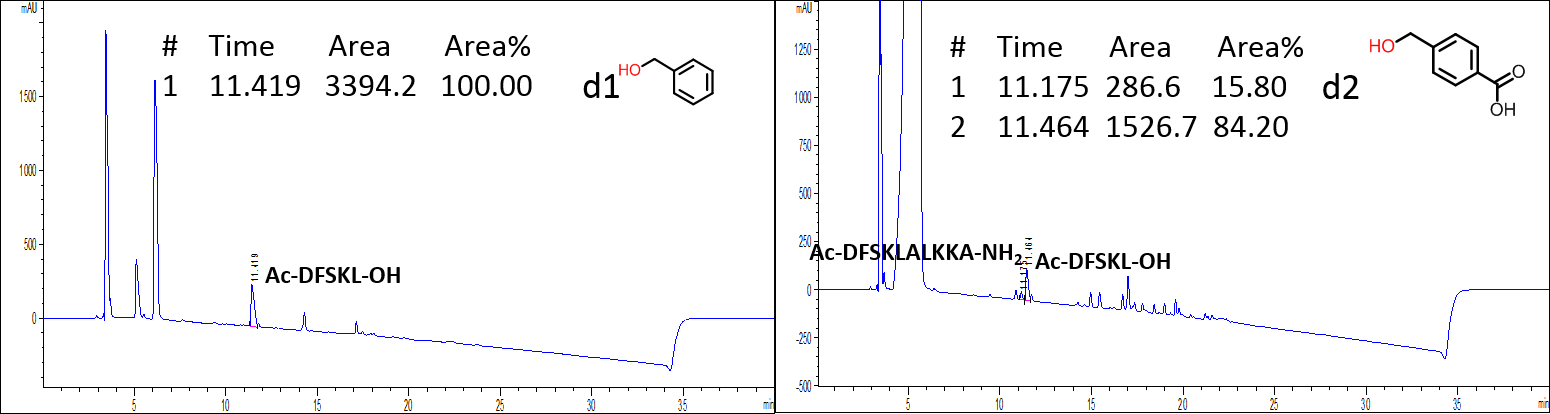 mAU
# Time Area Area%
1 11.419 3394.2 100.00
d1
HO
1500
1000
500
0
11.419
Ac-DFSKL-OH
5 10 15 20 25 30 35 min
mAU
# Time Area Area%
1 11.175 286.6 15.80
2 11.464 1526.7 84.20
d2
HO
O
OH
1250
1000
750
500
250
0
-250
-500
Ac-DFSKLALKKA-NH2
11.464
Ac-DFSKL-OH
5 10 15 20 25 30 35 min